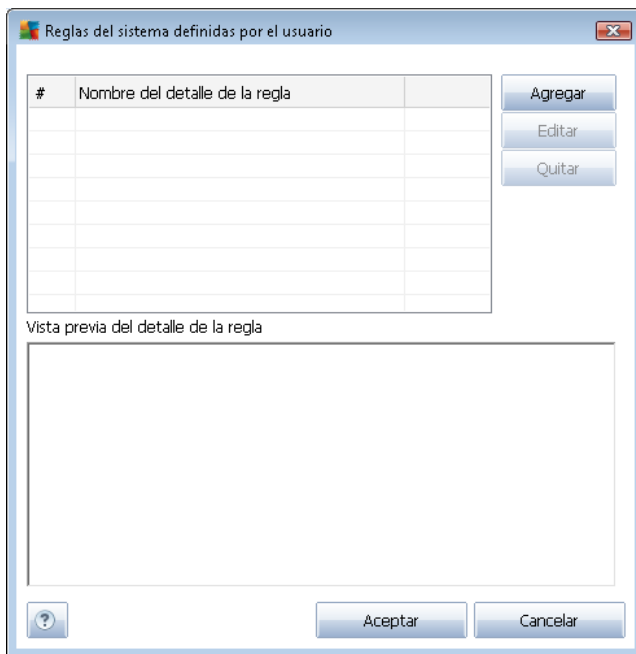 Reglas del sistema definidas por el usuario
# Nombre del detalle de la regla
Agregar
Editar
Quitar
Vista previa del detalle de la regla
?
Aceptar
Cancelar